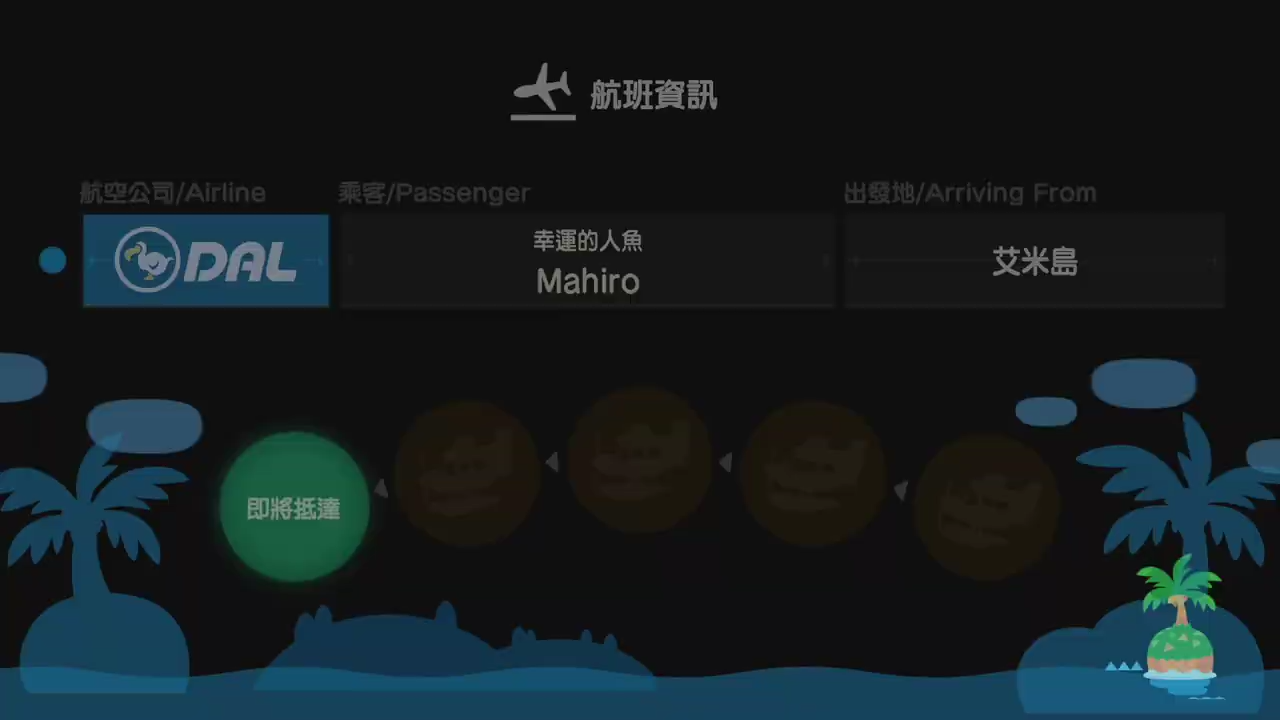 航班資訊
航空公司/Airline
乘客/Passenger
出發地/Arriving From
DAL
幸運的人魚
Mahiro
艾米島
即將抵達